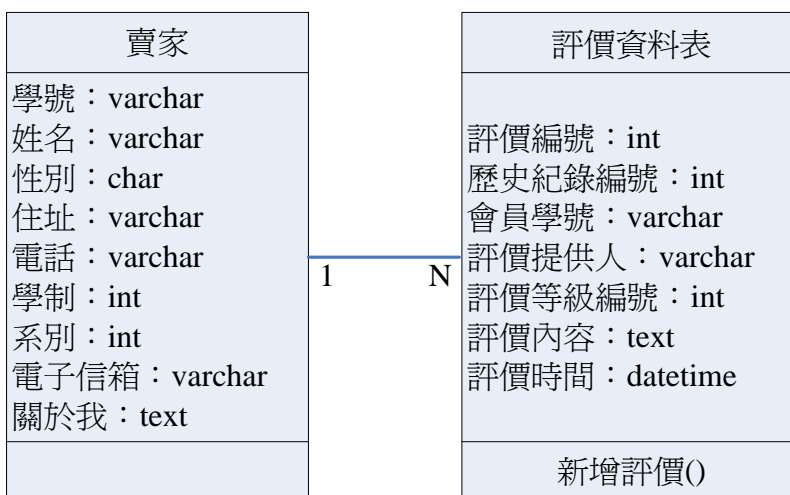 賣家
學號：varchar
姓名：varchar
性別：char
住址：varchar
電話：varchar
學制：int
系別：int
電子信箱：varchar
關於我：text
1
N
評價資料表
評價編號：int
歷史紀錄編號：int
會員學號：varchar
評價提供人：varchar
評價等級編號：int
評價內容：text
評價時間：datetime
新增評價()